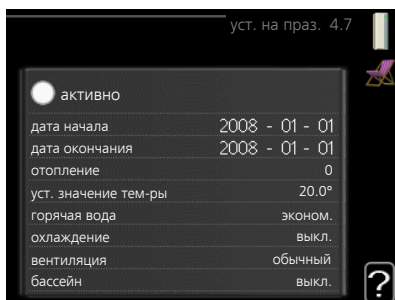 уст. на праз. 4.7
активно
дата начала 2008 - 01 - 01
дата окончания 2008 - 01 - 01
отопление 0
уст. значение тем-ры 20.0°
горячая вода эконом.
охлаждение выкл.
вентиляция обычный
бассейн выкл.
?